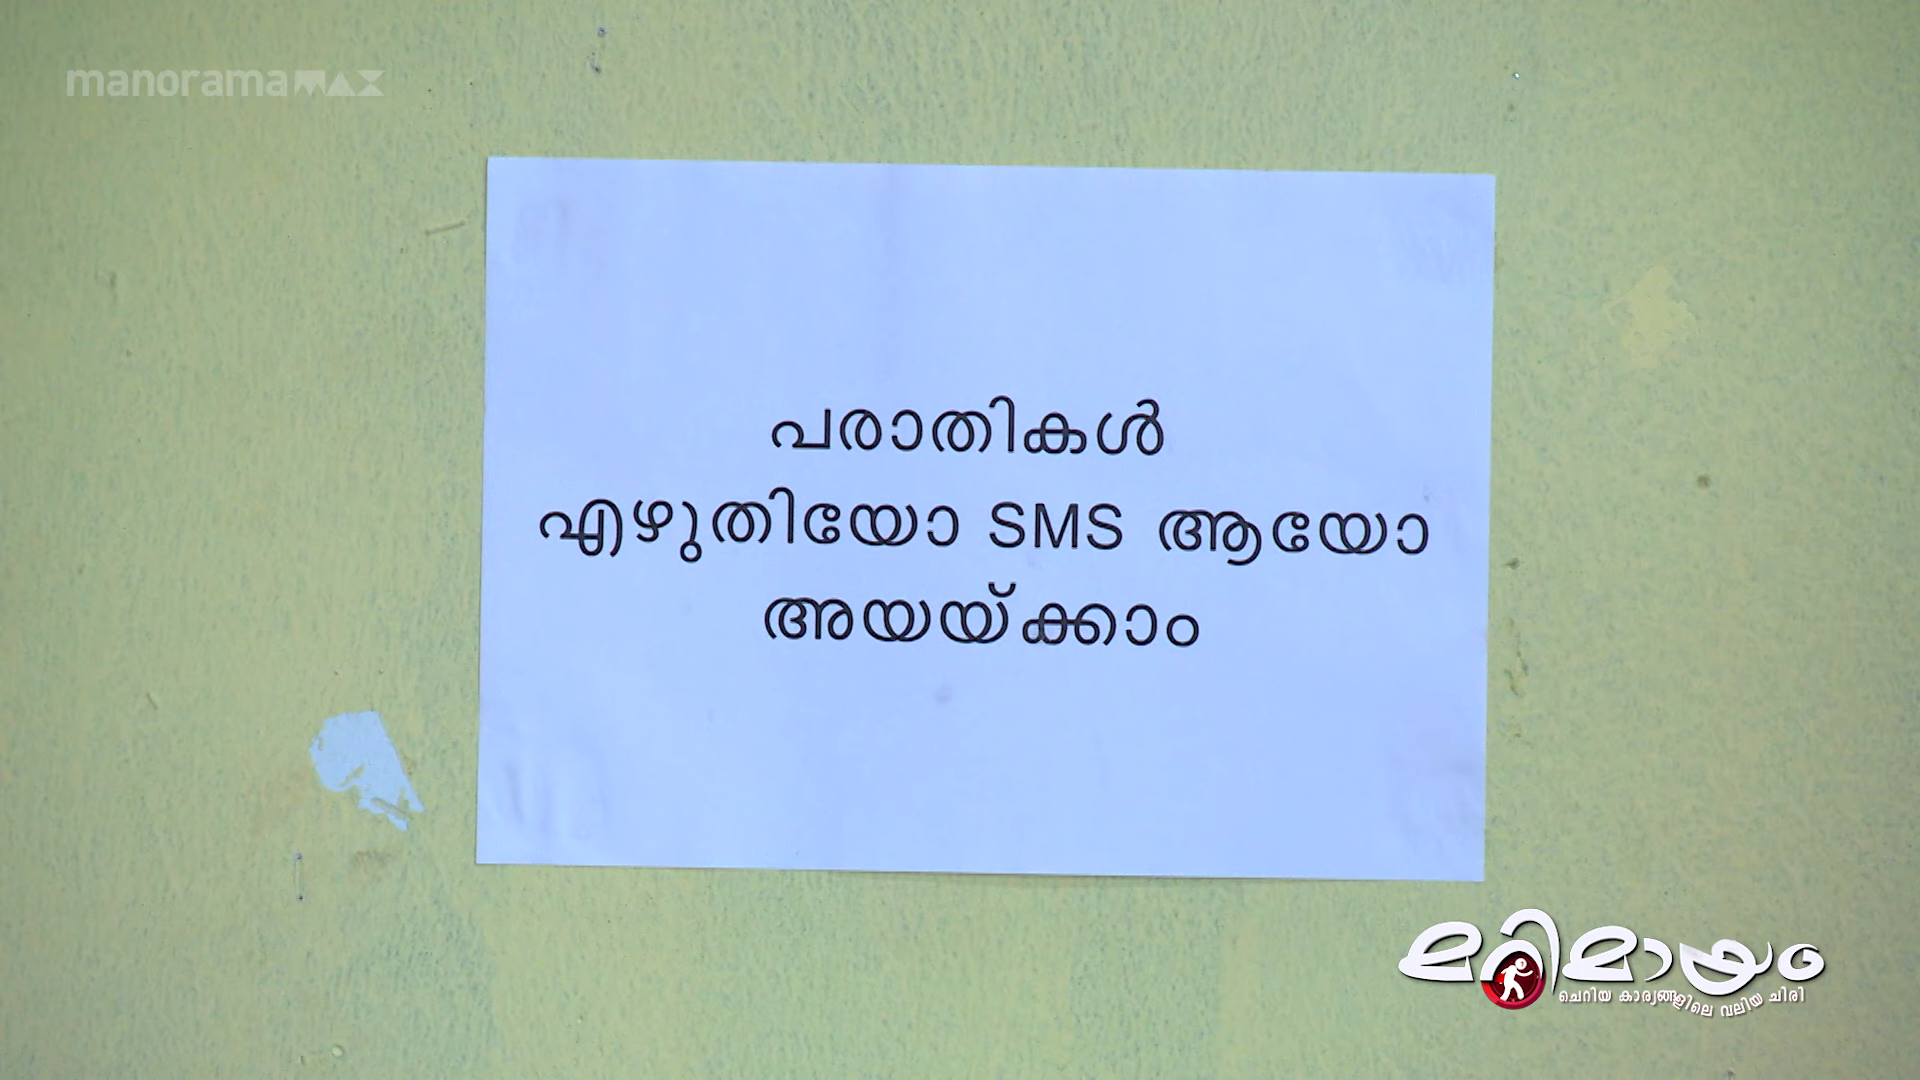 manoramaMAX
പരാതികൾ
എഴുതിയോ SMS ആയോ
അയയ്ക്കാം
മറിമായം
ചെറിയ കാര്യങ്ങളിലെ വലിയ ചിരി